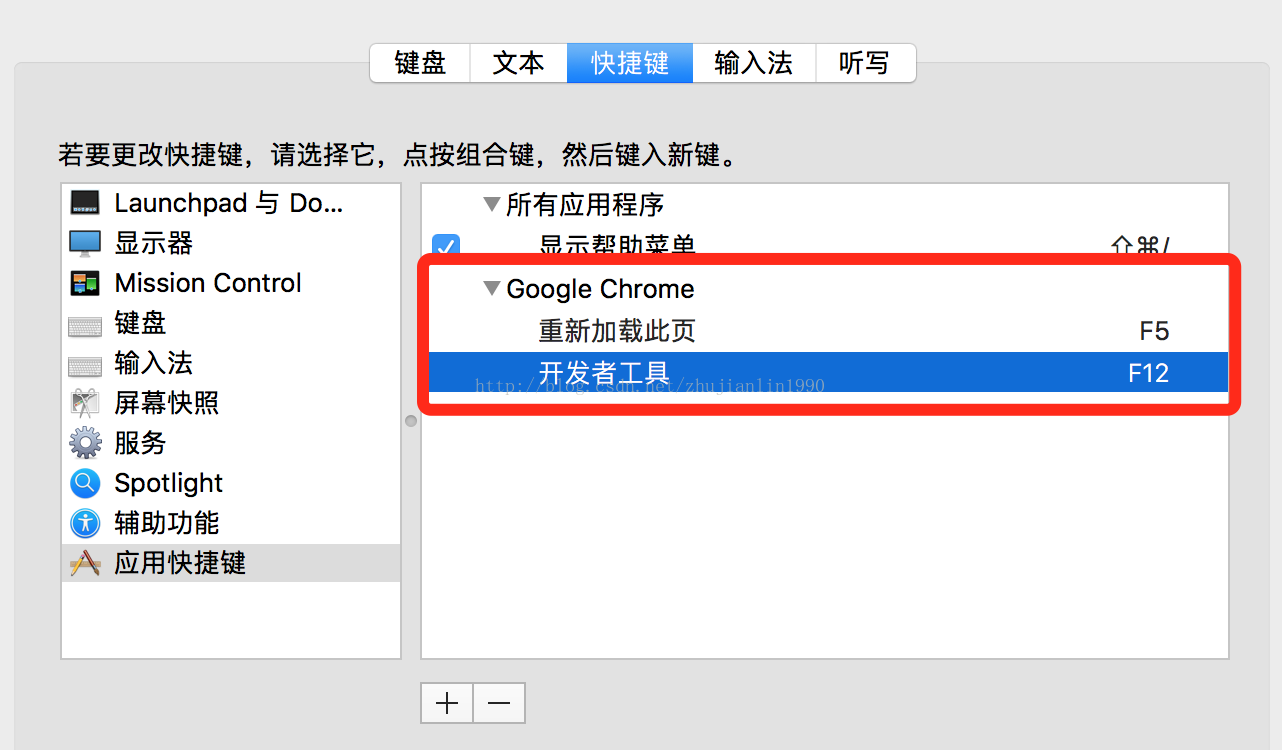 键盘 文本 快捷键 输入法 听写
若要更改快捷键，请选择它，点按组合键，然后键入新键。
Launchpad 与 Do...
显示器
Mission Control
键盘
输入法
屏幕快照
服务
Spotlight
辅助功能
应用快捷键
所有应用程序
显示帮助菜单 ⇧⌘/
Google Chrome
重新加载此页 F5
开发者工具 F12
http://blog.csdn.net/zhujianlin1990